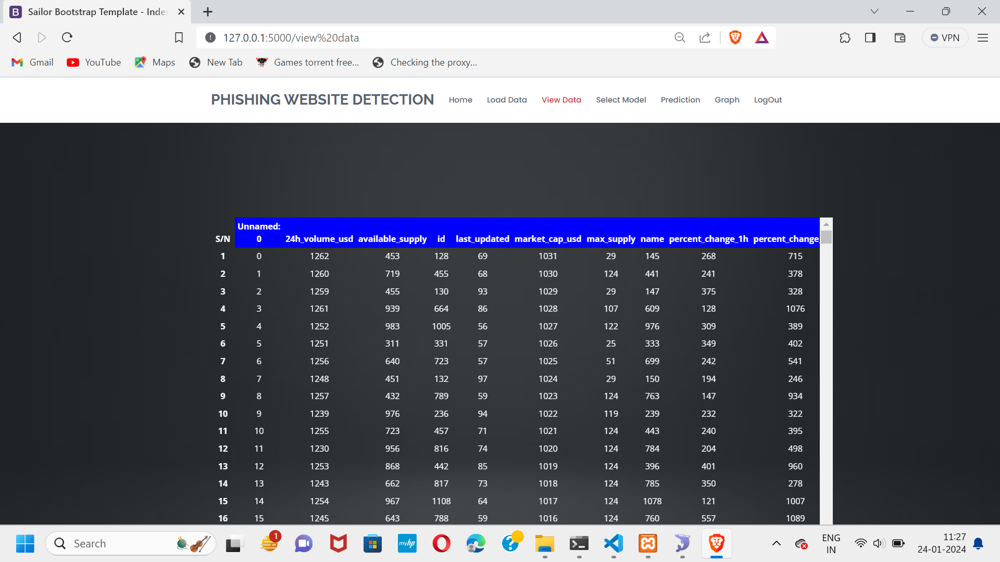 B Sailor Bootstrap Template - Inde
127.0.0.1:5000/view%20data
VPN
Gmail YouTube Maps New Tab Games torrent free... Checking the proxy...
PHISHING WEBSITE DETECTION Home Load Data View Data Select Model Prediction Graph LogOut
Unnamed:
S/N 0 24h_volume_usd available_supply id last_updated market_cap_usd max_supply name percent_change_1h percent_change_
1 0 1262 453 128 69 1031 29 145 268 715
2 1 1260 719 455 68 1030 124 441 241 378
3 2 1259 455 130 93 1029 29 147 375 328
4 3 1261 939 664 86 1028 107 609 128 1076
5 4 1252 983 1005 56 1027 122 976 309 389
6 5 1251 311 331 57 1026 25 333 349 402
7 6 1256 640 723 57 1025 51 699 242 541
8 7 1248 451 132 97 1024 29 150 194 246
9 8 1257 432 789 59 1023 124 763 147 934
10 9 1239 976 236 94 1022 119 239 232 322
11 10 1255 723 457 71 1021 124 443 240 395
12 11 1230 956 816 74 1020 124 784 204 498
13 12 1253 868 442 85 1019 124 396 401 960
14 13 1243 662 817 73 1018 124 785 350 278
15 14 1254 967 1108 64 1017 124 1078 121 1007
16 15 1245 643 788 59 1016 124 760 557 1089
Search 1 myhp ENG 11:27
IN 24-01-2024